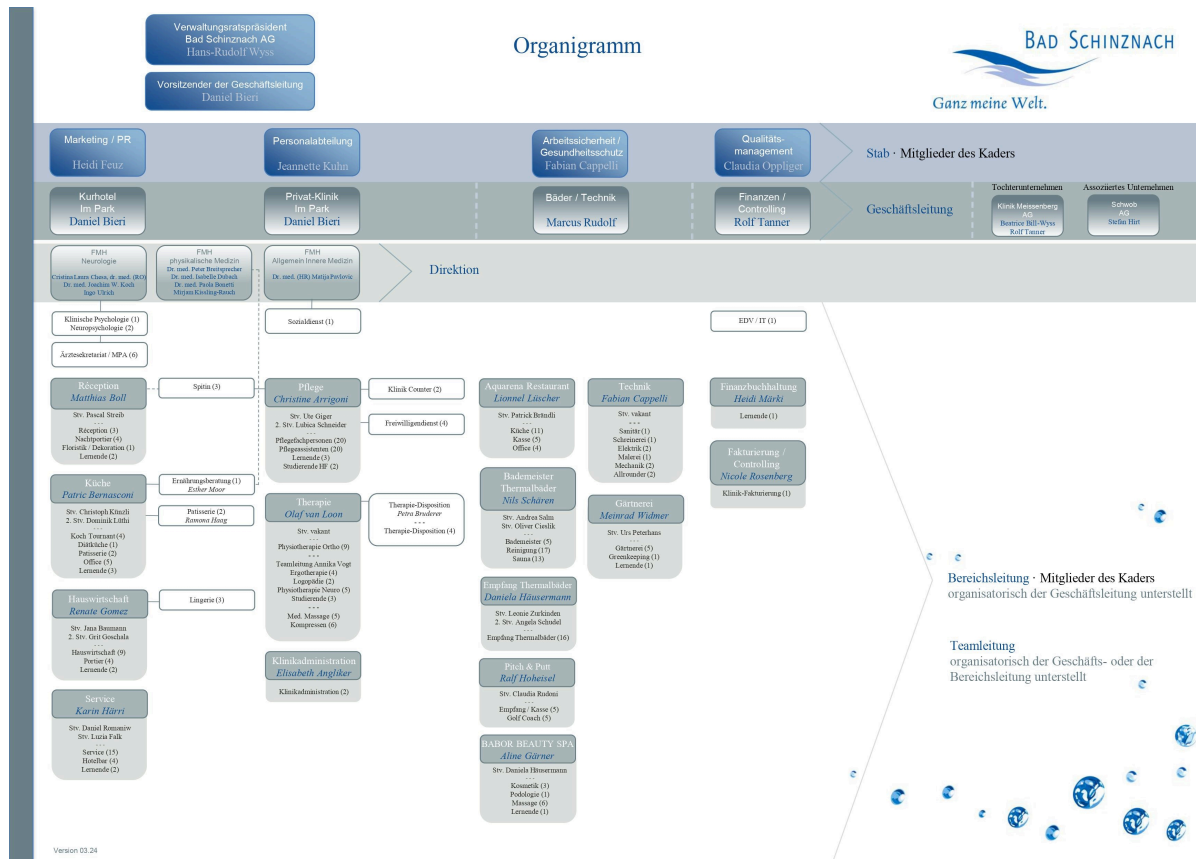 Verwaltungsratspräsident
Bad Schinznach AG
Hans-Rudolf Wyss
Vorsitzender der Geschäftsleitung
Daniel Bieri
Organigramm
BAD SCHINZNACH
Ganz meine Welt.
Marketing / PR
Heidi Feuz
Personalabteilung
Jeannette Kuhn
Arbeitssicherheit /
Gesundheitsschutz
Fabian Cappelli
Qualitäts-
management
Claudia Oppliger
Stab · Mitglieder des Kaders
Kurhotel
Im Park
Daniel Bieri
Privat-Klinik
Im Park
Daniel Bieri
Bäder / Technik
Marcus Rudolf
Finanzen /
Controlling
Rolf Tanner
Geschäftsleitung
Tochterunternehmen
Klinik Meissenberg
AG
Beatrice Bill-Wyss
Rolf Tanner
Assoziiertes Unternehmen
Schwob
AG
Stefan Hirt
FMH
Neurologie
Cristina Laura Chasa, dr. med. (RO)
Dr. med. Joachim W. Koch
Ingo Ulrich
FMH
physikalische Medizin
Dr. med. Peter Breitsprecher
Dr. med. Isabelle Dubach
Dr. med. Paola Bonetti
Mirjam Kissling-Rauch
FMH
Allgemein Innere Medizin
Dr. med. (HR) Matija Pavlovic
Direktion
Klinische Psychologie (1)
Neuropsychologie (2)
Ärztesekretariat / MPA (6)
Sozialdienst (1)
EDV / IT (1)
Réception
Matthias Boll
Stv. Pascal Streib
- - -
Réception (3)
Nachtportier (4)
Floristik / Dekoration (1)
Lernende (2)
Spitin (3)
Küche
Patric Bernasconi
Stv. Christoph Künzli
2. Stv. Dominik Lüthi
- - -
Koch Tournant (4)
Diätküche (1)
Patisserie (2)
Office (5)
Lernende (3)
Ernährungsberatung (1)
Esther Moor
Patisserie (2)
Ramona Haag
Hauswirtschaft
Renate Gomez
Stv. Jana Baumann
2. Stv. Grit Goschala
- - -
Hauswirtschaft (9)
Portier (4)
Lernende (2)
Lingerie (3)
Service
Karin Härri
Stv. Daniel Romaniw
Stv. Luzia Falk
- - -
Service (15)
Hotelbar (4)
Lernende (2)
Pflege
Christine Arrigoni
Stv. Ute Giger
2. Stv. Lubica Schneider
- - -
Pflegefachpersonen (20)
Pflegeassistenten (20)
Lernende (3)
Studierende HF (2)
Klinik Counter (2)
Freiwilligendienst (4)
Therapie
Olaf van Loon
Stv. vakant
- - -
Physiotherapie Ortho (9)
- - -
Teamleitung Annika Vogt
Ergotherapie (4)
Logopädie (2)
Physiotherapie Neuro (5)
Studierende (3)
- - -
Med. Massage (5)
Kompressen (6)
Therapie-Disposition
Petra Bruderer
- - -
Therapie-Disposition (4)
Klinikadministration
Elisabeth Angliker
Klinikadministration (2)
Aquarena Restaurant
Lionnel Lüscher
Stv. Patrick Brändli
- - -
Küche (11)
Kasse (5)
Office (4)
Bademeister
Thermalbäder
Nils Schären
Stv. Andrea Salm
Stv. Oliver Cieslik
- - -
Bademeister (5)
Reinigung (17)
Sauna (13)
Empfang Thermalbäder
Daniela Häusermann
Stv. Leonie Zurkinden
2. Stv. Angela Schudel
- - -
Empfang Thermalbäder (16)
Pitch & Putt
Ralf Hoheisel
Stv. Claudia Rudoni
- - -
Empfang / Kasse (5)
Golf Coach (5)
BABOR BEAUTY SPA
Aline Gärner
Stv. Daniela Häusermann
- - -
Kosmetik (3)
Podologie (1)
Massage (6)
Lernende (1)
Technik
Fabian Cappelli
Stv. vakant
- - -
Sanitär (1)
Schreinerei (1)
Elektrik (2)
Malerei (1)
Mechanik (2)
Allrounder (2)
Gärtnerei
Meinrad Widmer
Stv. Urs Peterhans
- - -
Gärtnerei (5)
Greenkeeping (1)
Lernende (1)
Finanzbuchhaltung
Heidi Märki
Lernende (1)
Fakturierung /
Controlling
Nicole Rosenberg
Klinik-Fakturierung (1)
Bereichsleitung · Mitglieder des Kaders
organisatorisch der Geschäftsleitung unterstellt
Teamleitung
organisatorisch der Geschäfts- oder der
Bereichsleitung unterstellt
Version 03.24